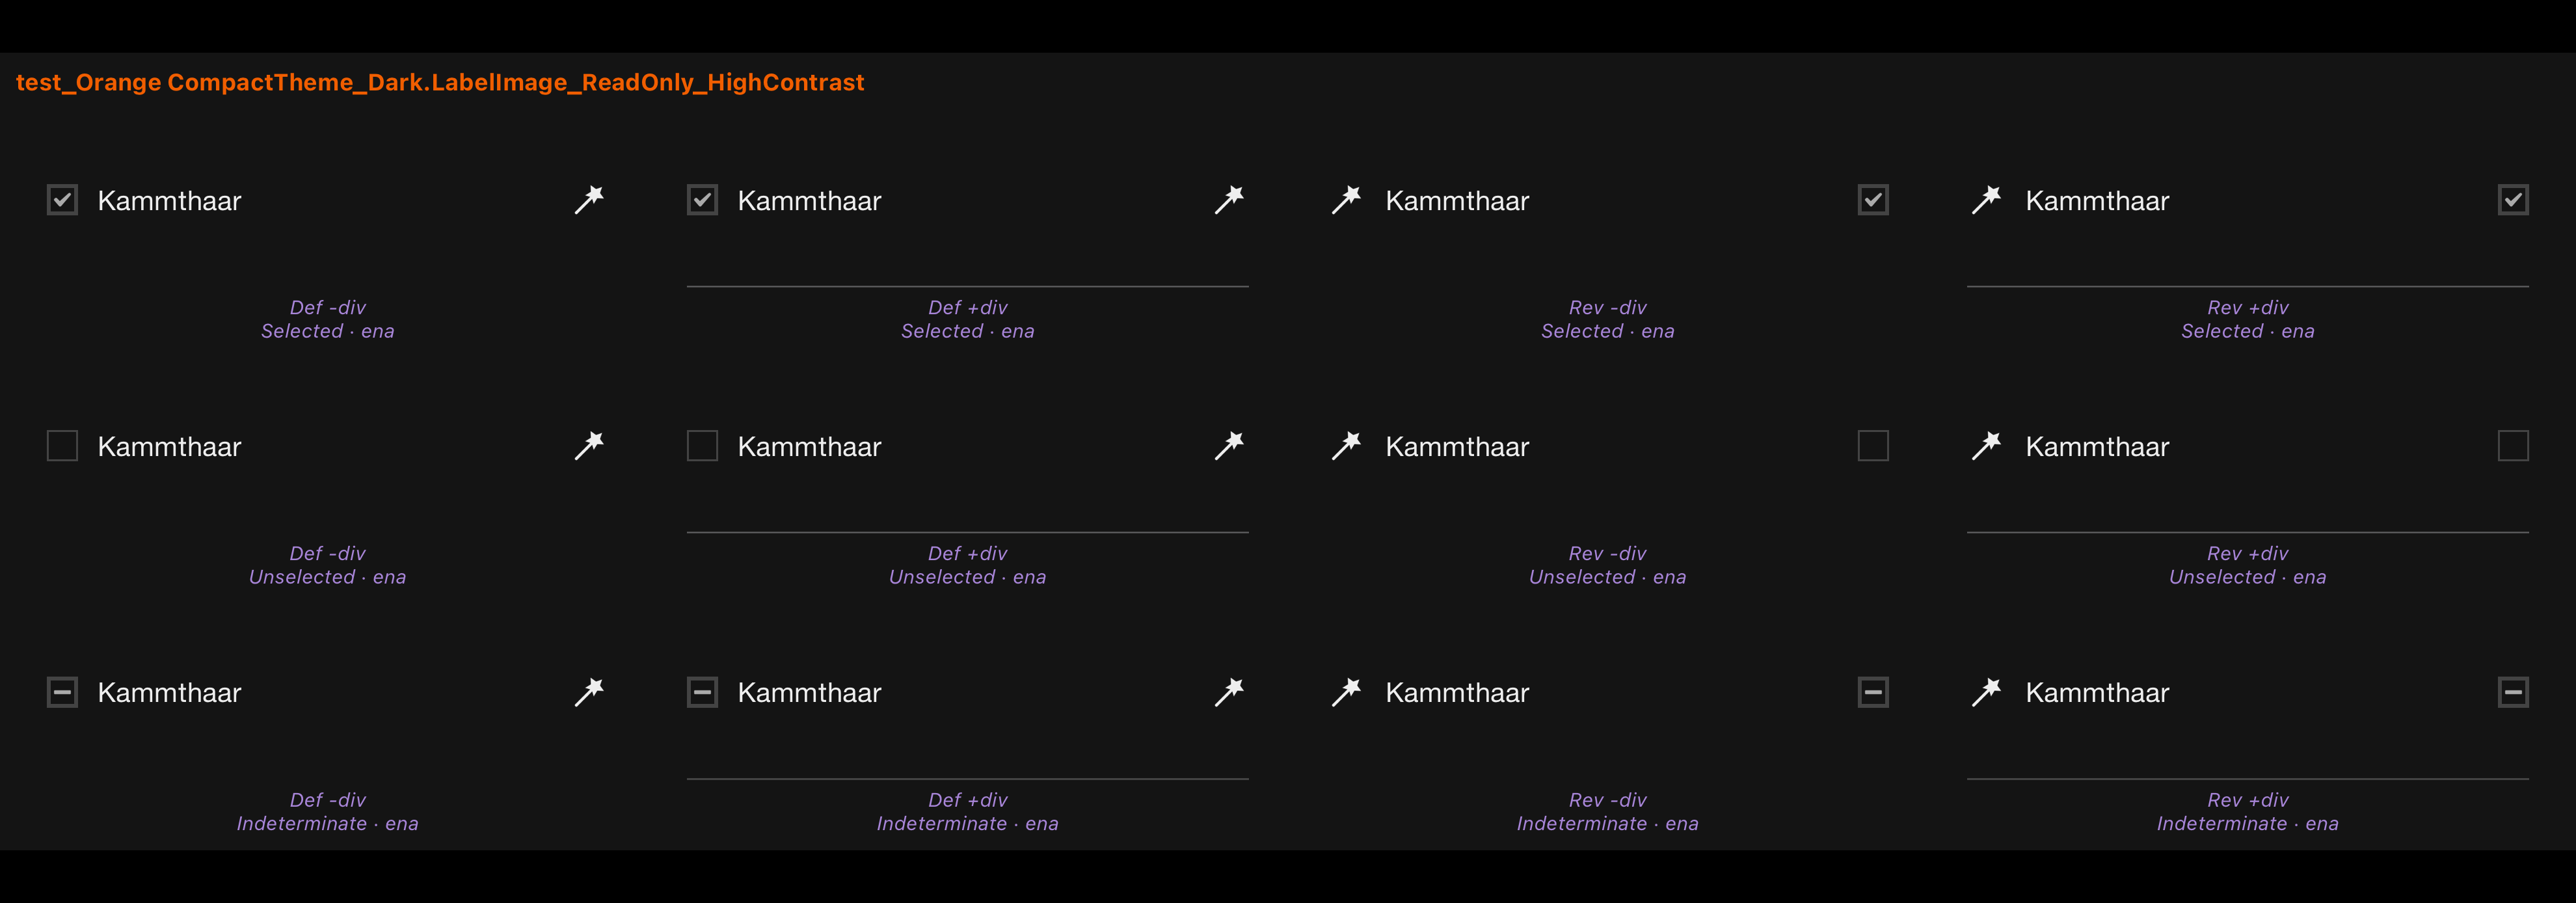 test_Orange CompactTheme_Dark.LabelImage_ReadOnly_HighContrast
Kammthaar
Kammthaar
Kammthaar
Kammthaar
Def -div
Selected · ena
Def +div
Selected · ena
Rev -div
Selected · ena
Rev +div
Selected · ena
Kammthaar
Kammthaar
Kammthaar
Kammthaar
Def -div
Unselected · ena
Def +div
Unselected · ena
Rev -div
Unselected · ena
Rev +div
Unselected · ena
Kammthaar
Kammthaar
Kammthaar
Kammthaar
Def -div
Indeterminate · ena
Def +div
Indeterminate · ena
Rev -div
Indeterminate · ena
Rev +div
Indeterminate · ena